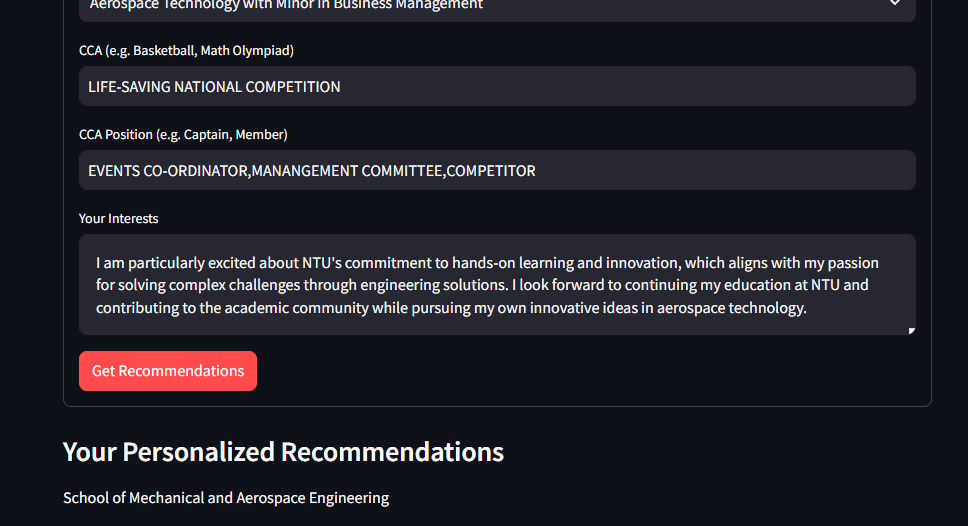 Aerospace Technology with Minor in Business Management
CCA (e.g. Basketball, Math Olympiad)
LIFE-SAVING NATIONAL COMPETITION
CCA Position (e.g. Captain, Member)
EVENTS CO-ORDINATOR,MANANGEMENT COMMITTEE,COMPETITOR
Your Interests
I am particularly excited about NTU's commitment to hands-on learning and innovation, which aligns with my passion
for solving complex challenges through engineering solutions. I look forward to continuing my education at NTU and
contributing to the academic community while pursuing my own innovative ideas in aerospace technology.
Get Recommendations
Your Personalized Recommendations
School of Mechanical and Aerospace Engineering